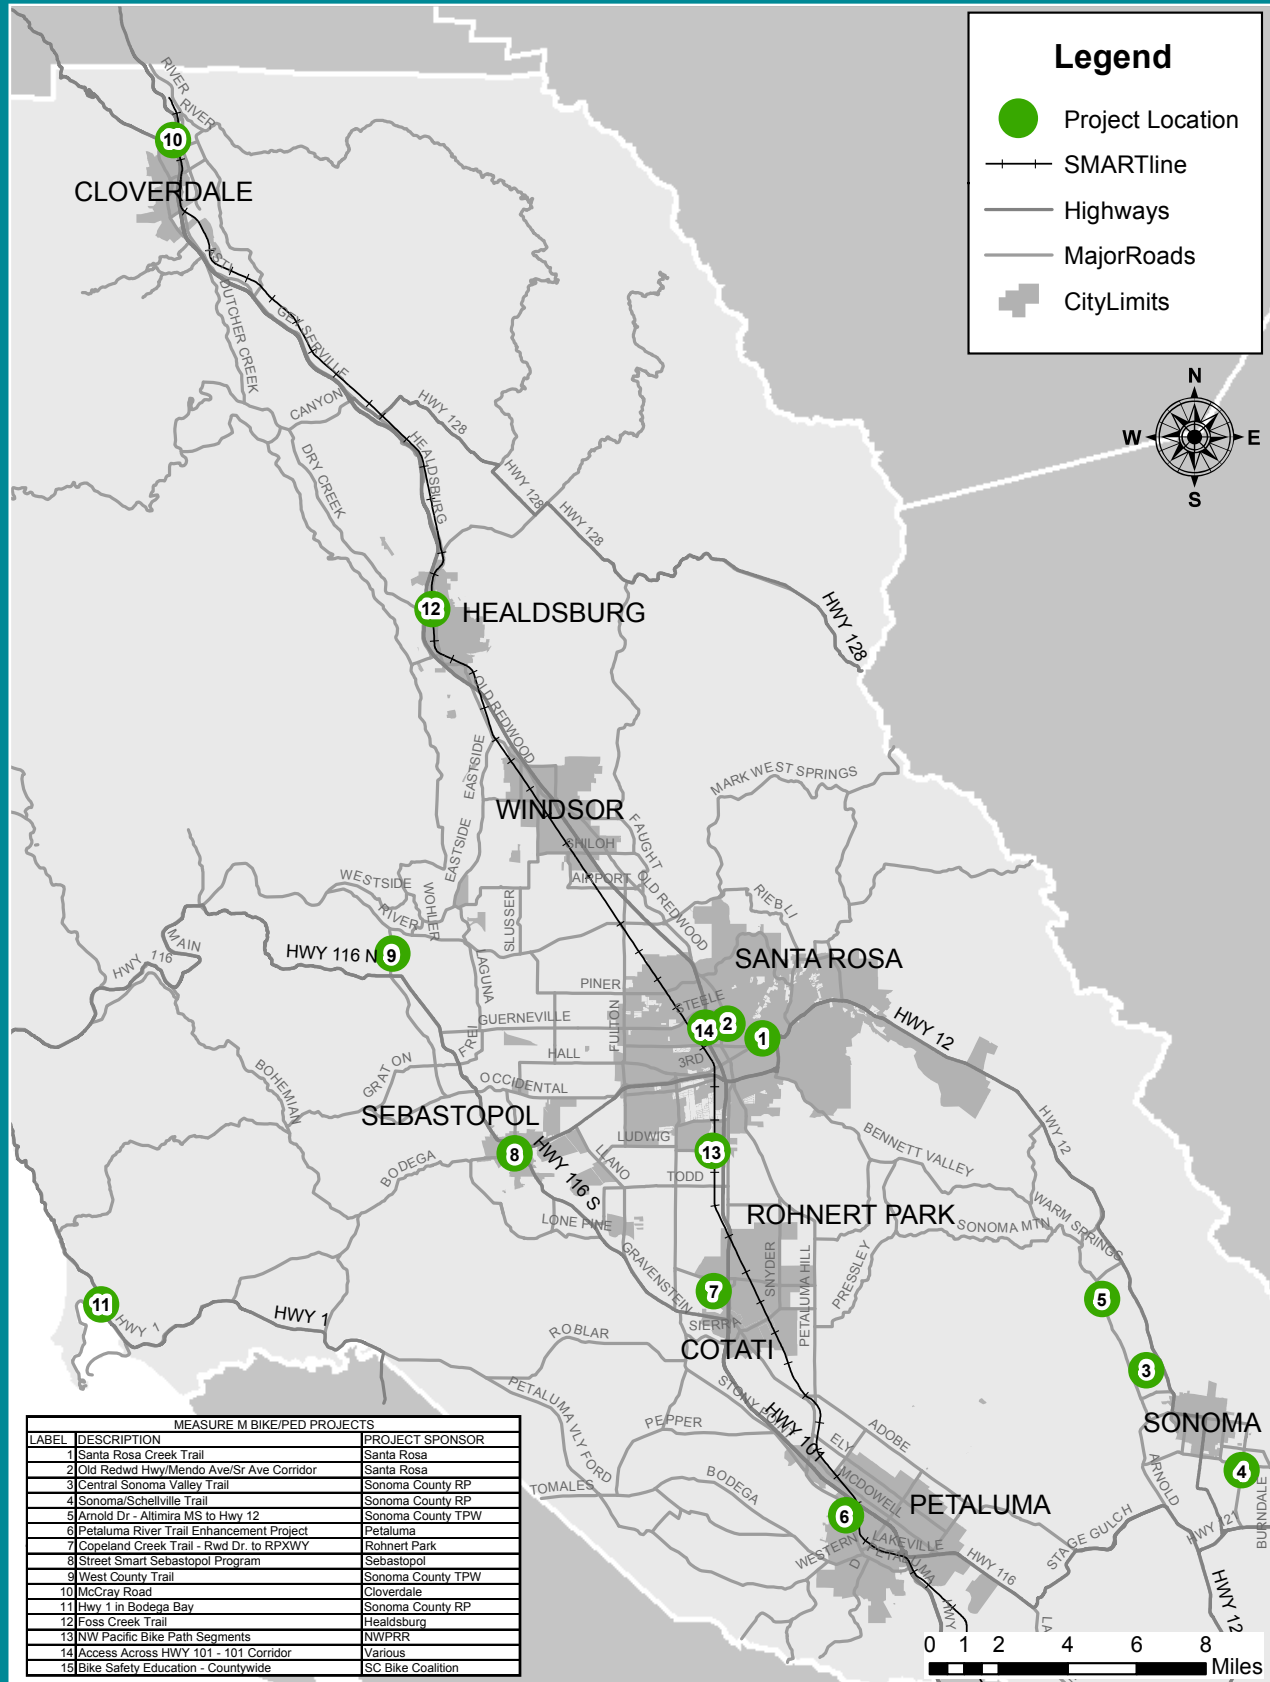 Legend
Project Location
SMARTline
Highways
MajorRoads
CityLimits
N
W E
S
RIVER
RIVER
10
CLOVERDALE
ASTI
DUTCHER CREEK
GEYSERVILLE
CANYON
HWY 128
HEALDSBURG
DRY CREEK
HWY 128
HWY 128
HWY 128
12
HEALDSBURG
OLD REDWOOD
EASTSIDE
MARK WEST SPRINGS
WINDSOR
FAUGHT
SHILOH
EASTSIDE
AIRPORT
OLD REDWOOD
WESTSIDE
WOHLER
SLUSSER
RIEBLI
RIVER
MAIN
HWY 116
HWY 116 N
9
LAGUNA
SANTA ROSA
PINER
STEELE
FULTON
GUERNEVILLE
14
2
1
HWY 12
FREI
HALL
3RD
GRATON
BOHEMIAN
OCCIDENTAL
SEBASTOPOL
HWY 12
LUDWIG
BENNETT VALLEY
8
HWY 116 S
LLANO
13
BODEGA
TODD
WARM SPRINGS
LONE PINE
ROHNERT PARK
SONOMA MTN
GRAVENSTEIN
SNYDER
PETALUMA HILL
PRESSLEY
11
HWY 1
HWY 1
7
5
SIERRA
ROBLAR
COTATI
3
PETALUMA VLY FORD
STONY POINT
PEPPER
HWY 101
ADOBE
ELY
SONOMA
ARNOLD
4
BODEGA
TOMALES
MCDOWELL
PETALUMA
6
LAKEVILLE
WESTERN
PETALUMA
D
HWY 116
STAGE GULCH
HWY 121
BURNDALE
HWY 12
HWY
LA
MEASURE M BIKE/PED PROJECTS
LABEL DESCRIPTION PROJECT SPONSOR
1 Santa Rosa Creek Trail Santa Rosa
2 Old Redwd Hwy/Mendo Ave/Sr Ave Corridor Santa Rosa
3 Central Sonoma Valley Trail Sonoma County RP
4 Sonoma/Schellville Trail Sonoma County RP
5 Arnold Dr - Altimira MS to Hwy 12 Sonoma County TPW
6 Petaluma River Trail Enhancement Project Petaluma
7 Copeland Creek Trail - Rwd Dr. to RPXWY Rohnert Park
8 Street Smart Sebastopol Program Sebastopol
9 West County Trail Sonoma County TPW
10 McCray Road Cloverdale
11 Hwy 1 in Bodega Bay Sonoma County RP
12 Foss Creek Trail Healdsburg
13 NW Pacific Bike Path Segments NWPRR
14 Access Across HWY 101 - 101 Corridor Various
15 Bike Safety Education - Countywide SC Bike Coalition
0 1 2 4 6 8
Miles